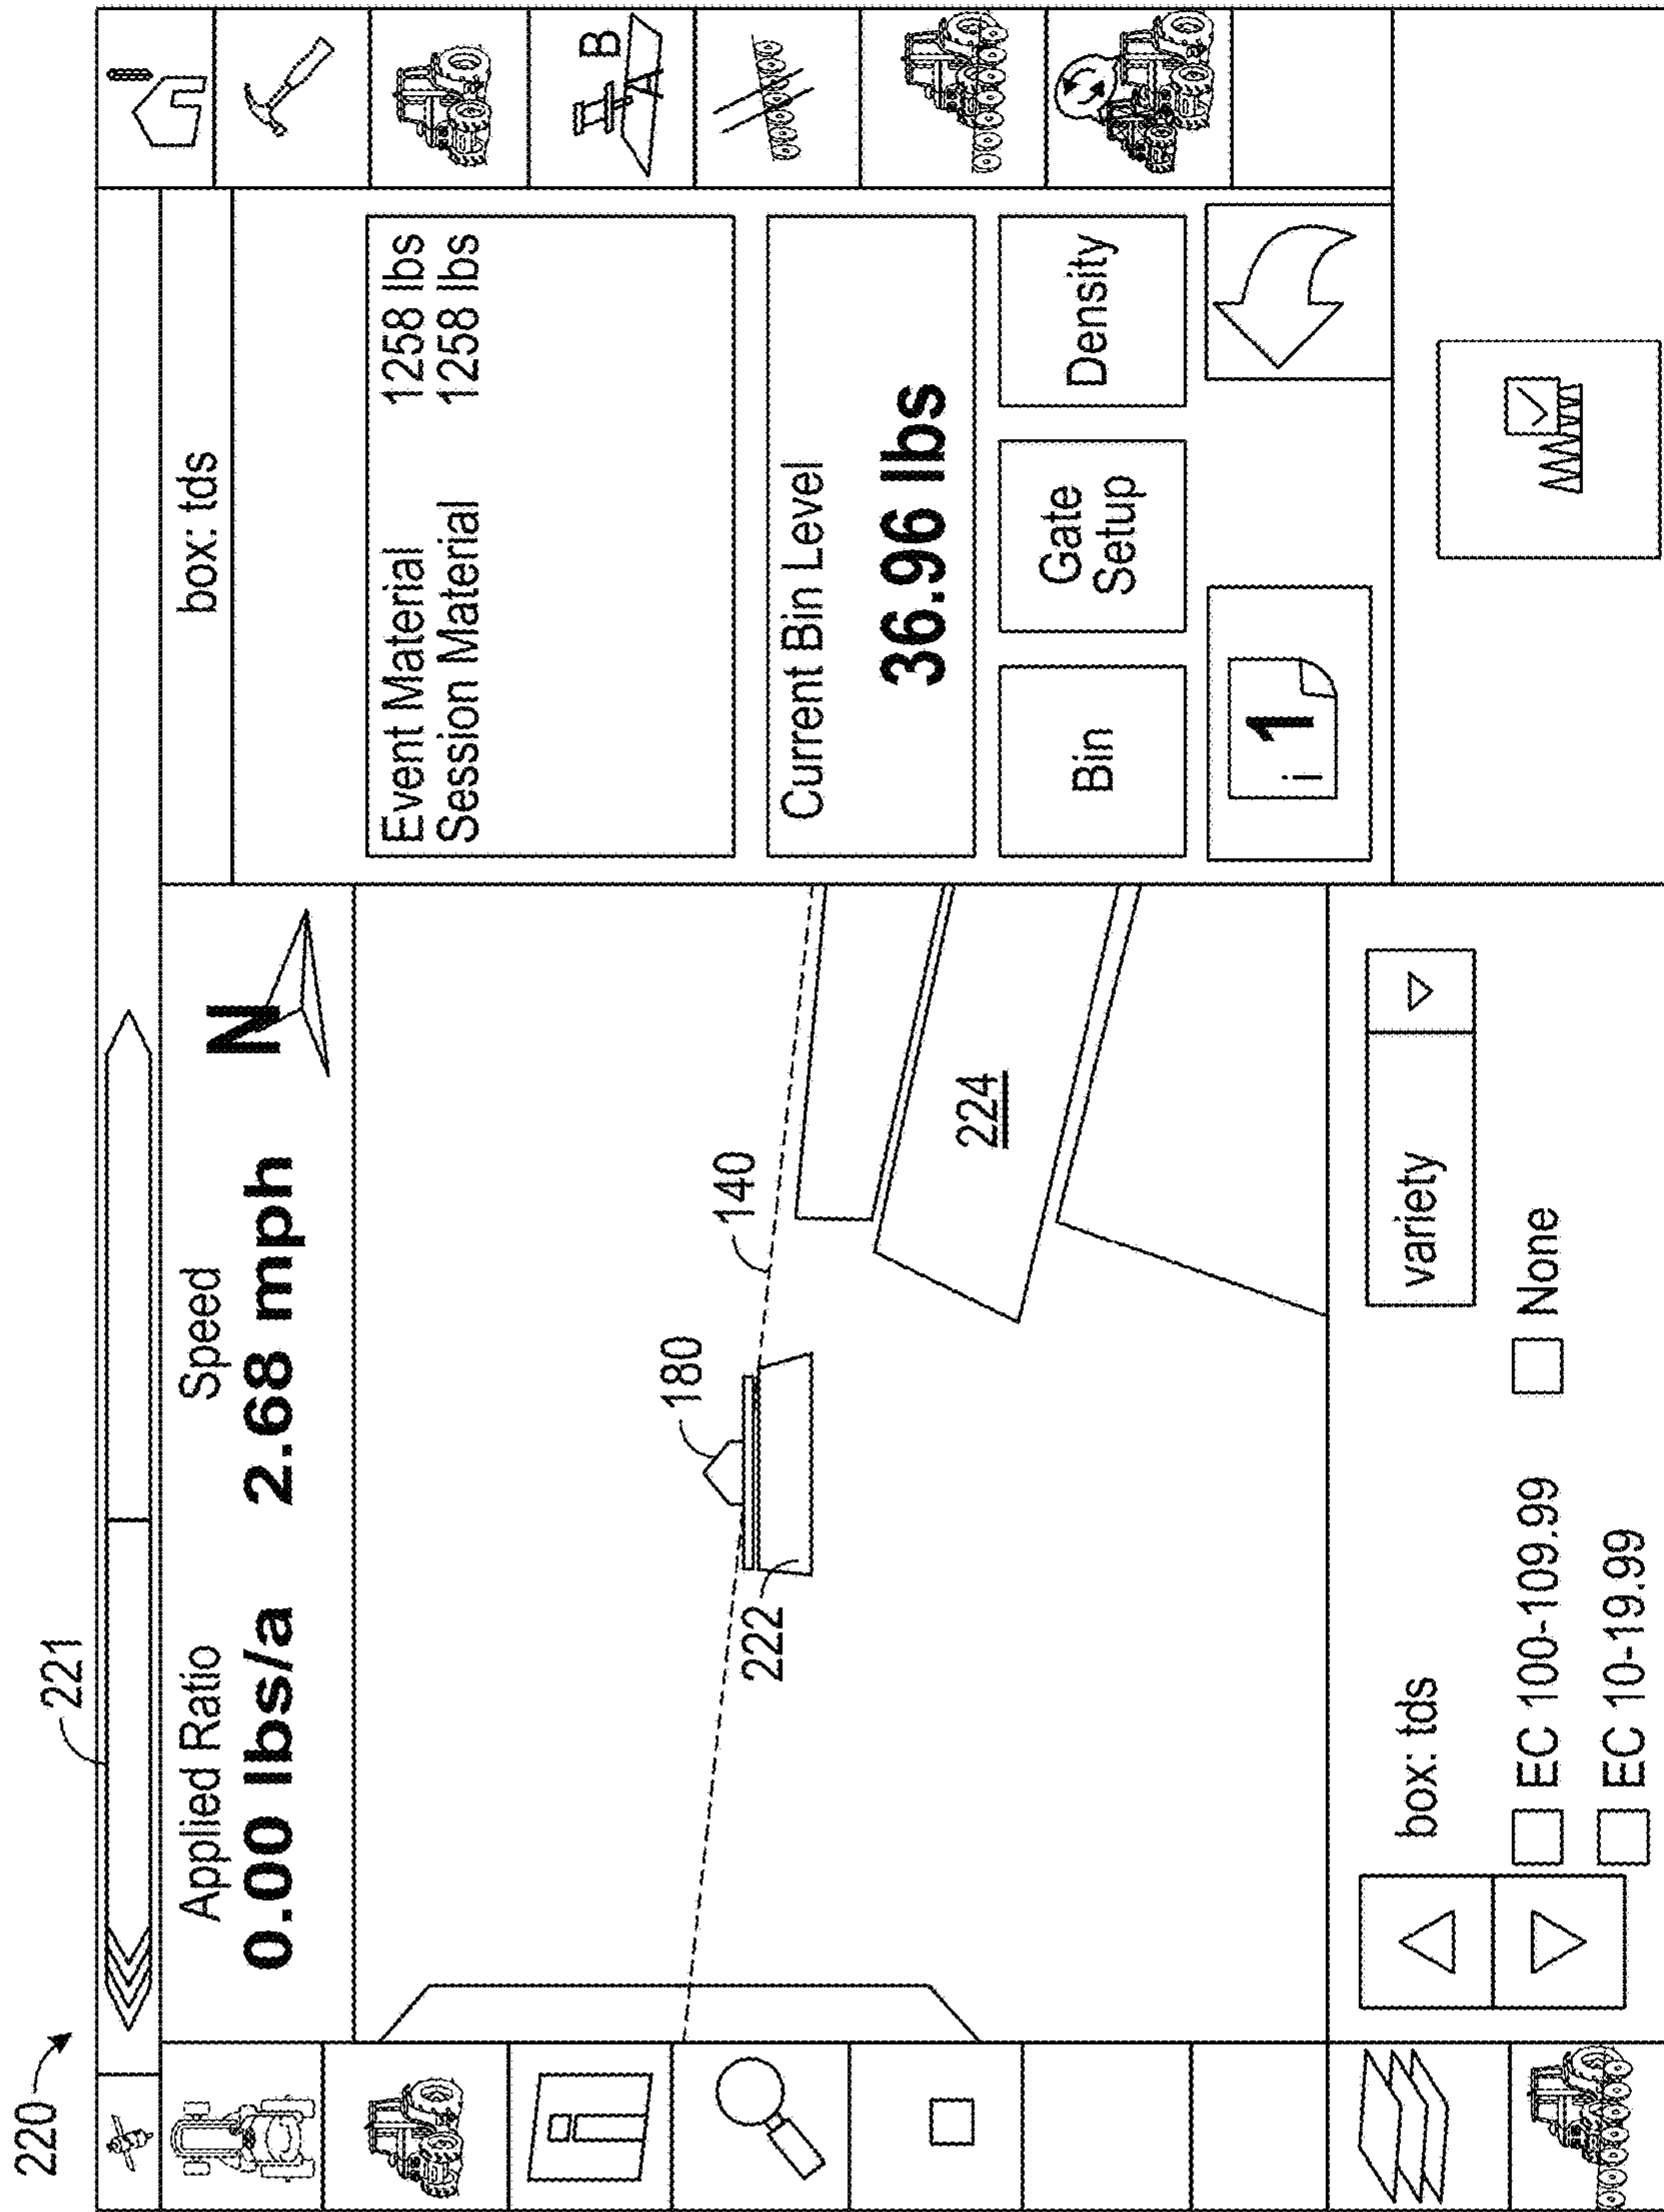 220
221
Applied Ratio
0.00 lbs/a
Speed
2.68 mph
N
box: tds
Event Material 1258 lbs
Session Material 1258 lbs
Current Bin Level
36.96 lbs
Bin
Gate
Setup
Density
i 1
A B
i
180
140
222
224
box: tds
variety
EC 100-109.99
None
EC 10-19.99